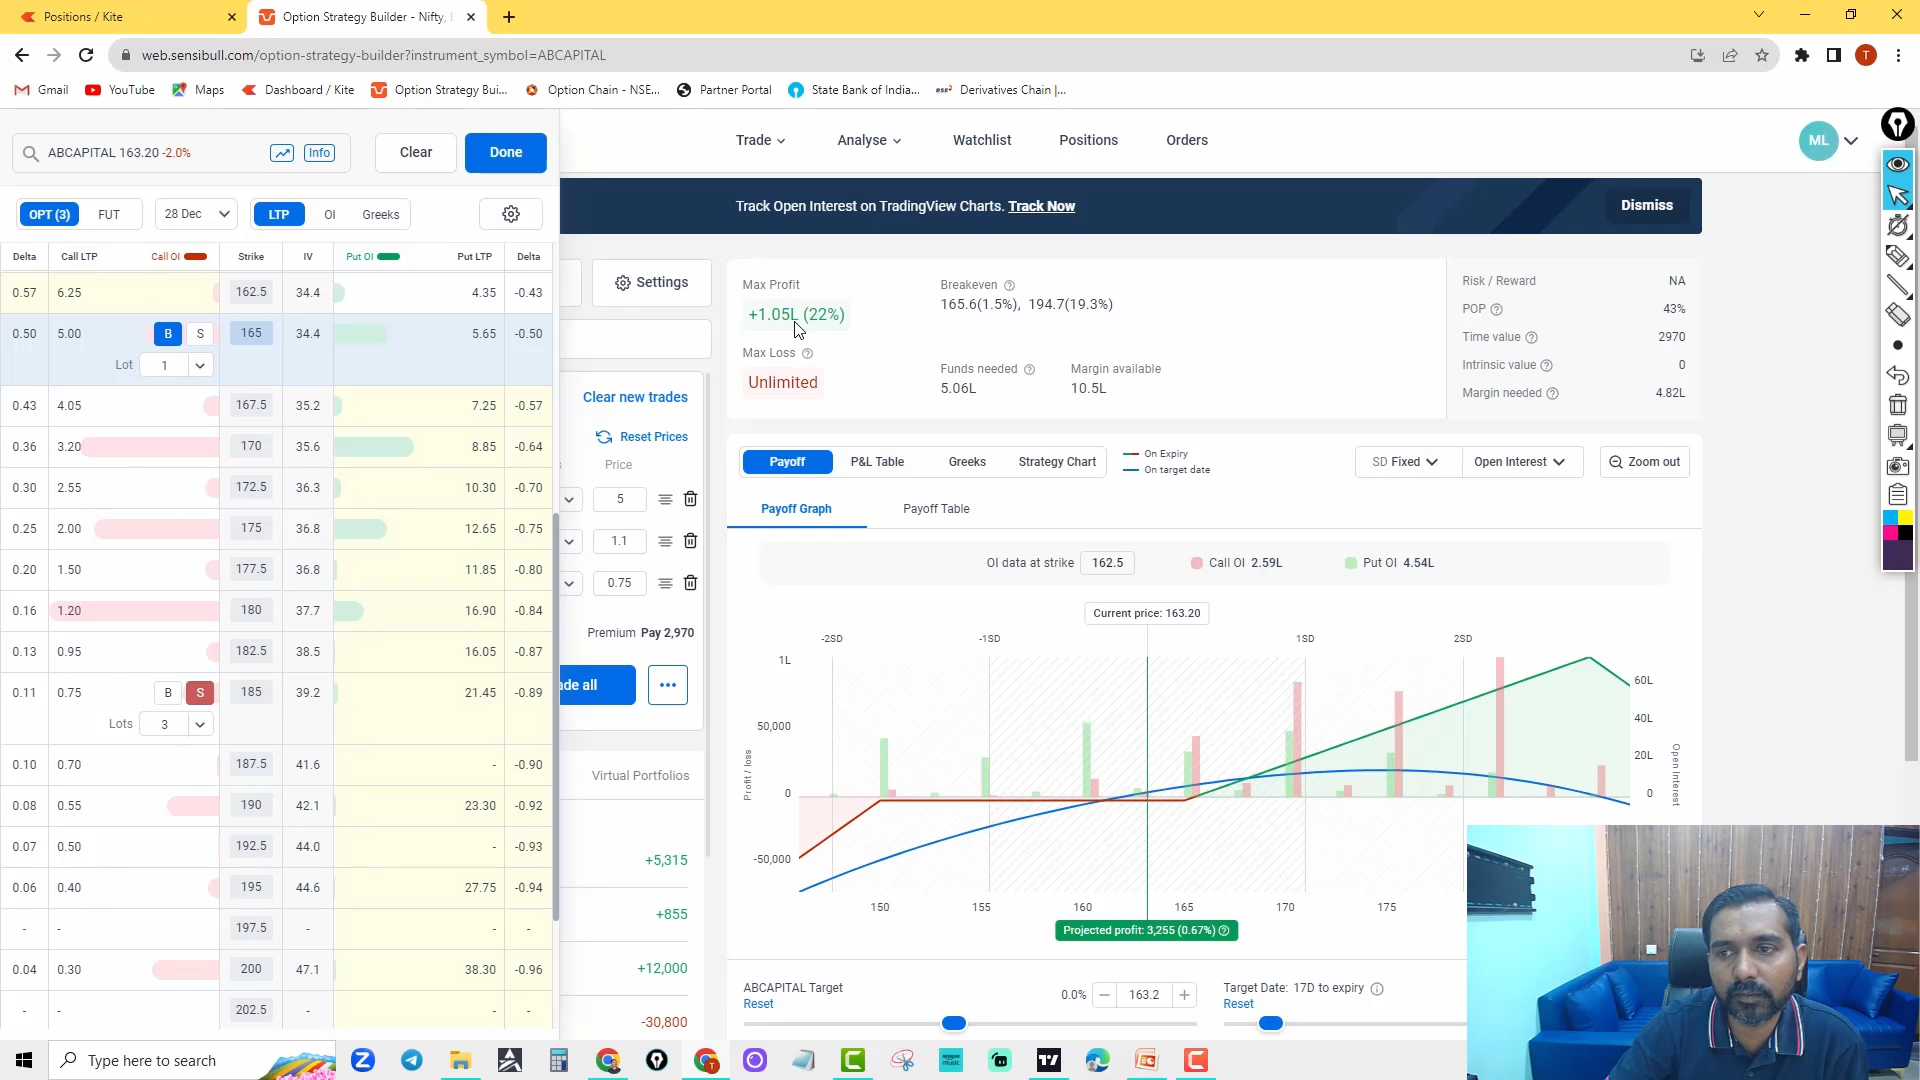 Positions / Kite
Option Strategy Builder - Nifty,
web.sensibull.com/option-strategy-builder?instrument_symbol=ABCAPITAL
T
Gmail YouTube Maps Dashboard / Kite Option Strategy Bui... Option Chain - NSE... Partner Portal State Bank of India... Derivatives Chain |...
ABCAPITAL 163.20 -2.0% Info Clear Done
Trade Analyse Watchlist Positions Orders ML
Track Open Interest on TradingView Charts. Track Now Dismiss
OPT (3) FUT 28 Dec LTP OI Greeks
Delta Call LTP Call OI Strike IV Put OI Put LTP Delta
0.57 6.25 162.5 34.4 4.35 -0.43
0.50 5.00 B S 165 34.4 5.65 -0.50
Lot 1
0.43 4.05 167.5 35.2 7.25 -0.57
0.36 3.20 170 35.6 8.85 -0.64
0.30 2.55 172.5 36.3 10.30 -0.70
0.25 2.00 175 36.8 12.65 -0.75
0.20 1.50 177.5 36.8 11.85 -0.80
0.16 1.20 180 37.7 16.90 -0.84
0.13 0.95 182.5 38.5 16.05 -0.87
0.11 0.75 B S 185 39.2 21.45 -0.89
Lots 3
0.10 0.70 187.5 41.6 - -0.90
0.08 0.55 190 42.1 23.30 -0.92
0.07 0.50 192.5 44.0 - -0.93
0.06 0.40 195 44.6 27.75 -0.94
- - 197.5 - - -
0.04 0.30 200 47.1 38.30 -0.96
- - 202.5 - - -
Settings
Clear new trades
Reset Prices
Price
5
1.1
0.75
Premium Pay 2,970
ade all
Virtual Portfolios
+5,315
+855
+12,000
-30,800
Max Profit
+1.05L (22%)
Max Loss
Unlimited
Breakeven
165.6(1.5%), 194.7(19.3%)
Funds needed
5.06L
Margin available
10.5L
Risk / Reward NA
POP 43%
Time value 2970
Intrinsic value 0
Margin needed 4.82L
Payoff P&L Table Greeks Strategy Chart
On Expiry
On target date
SD Fixed Open Interest Zoom out
Payoff Graph Payoff Table
OI data at strike 162.5 Call OI 2.59L Put OI 4.54L
Current price: 163.20
-2SD -1SD 1SD 2SD
1L
50,000
0
-50,000
Profit / loss
60L
40L
20L
0
Open Interest
150 155 160 165 170 175
Projected profit: 3,255 (0.67%)
ABCAPITAL Target
Reset
0.0% 163.2
Target Date: 17D to expiry
Reset
Type here to search